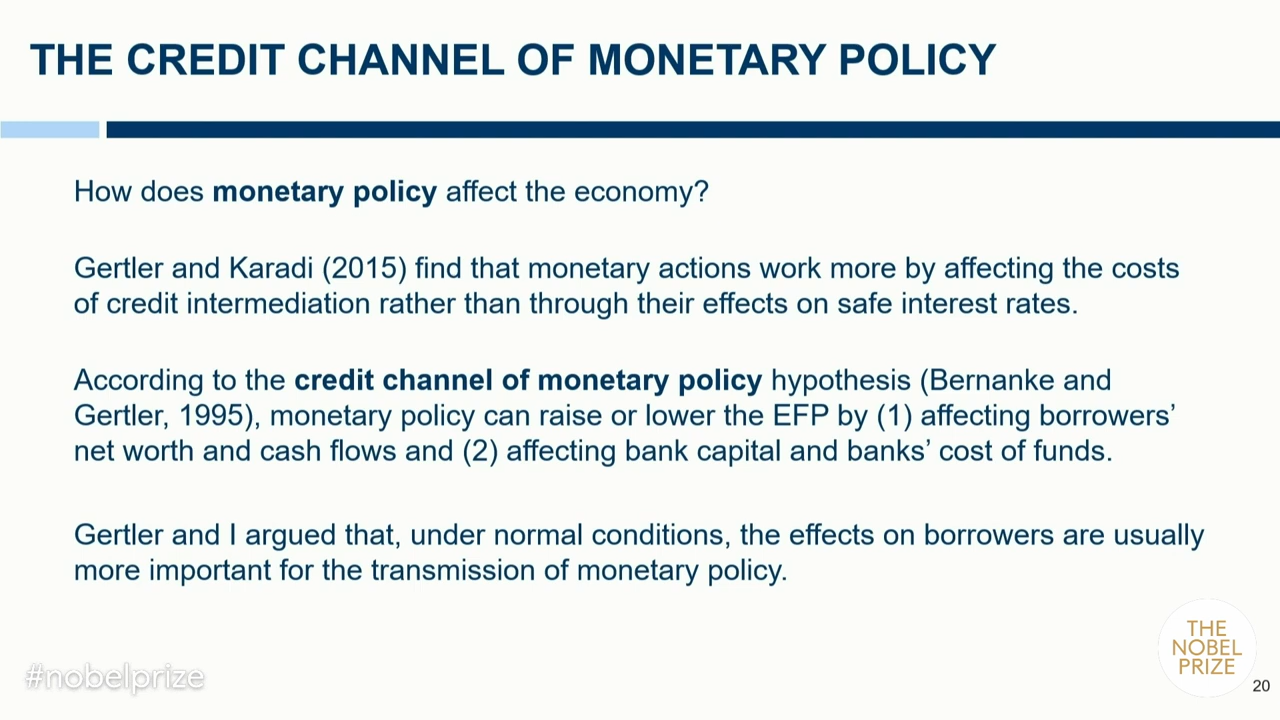 THE CREDIT CHANNEL OF MONETARY POLICY
How does monetary policy affect the economy?
Gertler and Karadi (2015) find that monetary actions work more by affecting the costs
of credit intermediation rather than through their effects on safe interest rates.
According to the credit channel of monetary policy hypothesis (Bernanke and
Gertler, 1995), monetary policy can raise or lower the EFP by (1) affecting borrowers’
net worth and cash flows and (2) affecting bank capital and banks’ cost of funds.
Gertler and I argued that, under normal conditions, the effects on borrowers are usually
more important for the transmission of monetary policy.
THE
NOBEL
PRIZE
#nobelprize
20